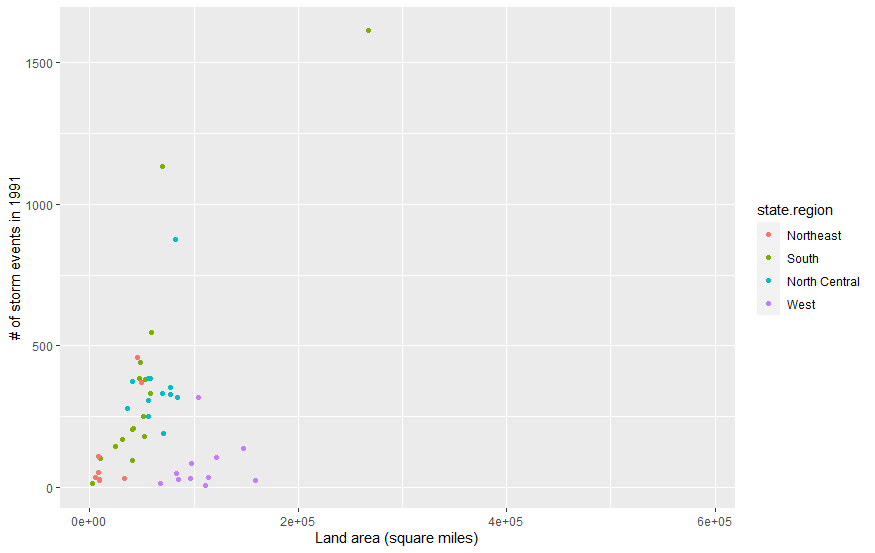 1500
1000
500
0
# of storm events in 1991
0e+00
2e+05
4e+05
6e+05
Land area (square miles)
state.region
Northeast
South
North Central
West